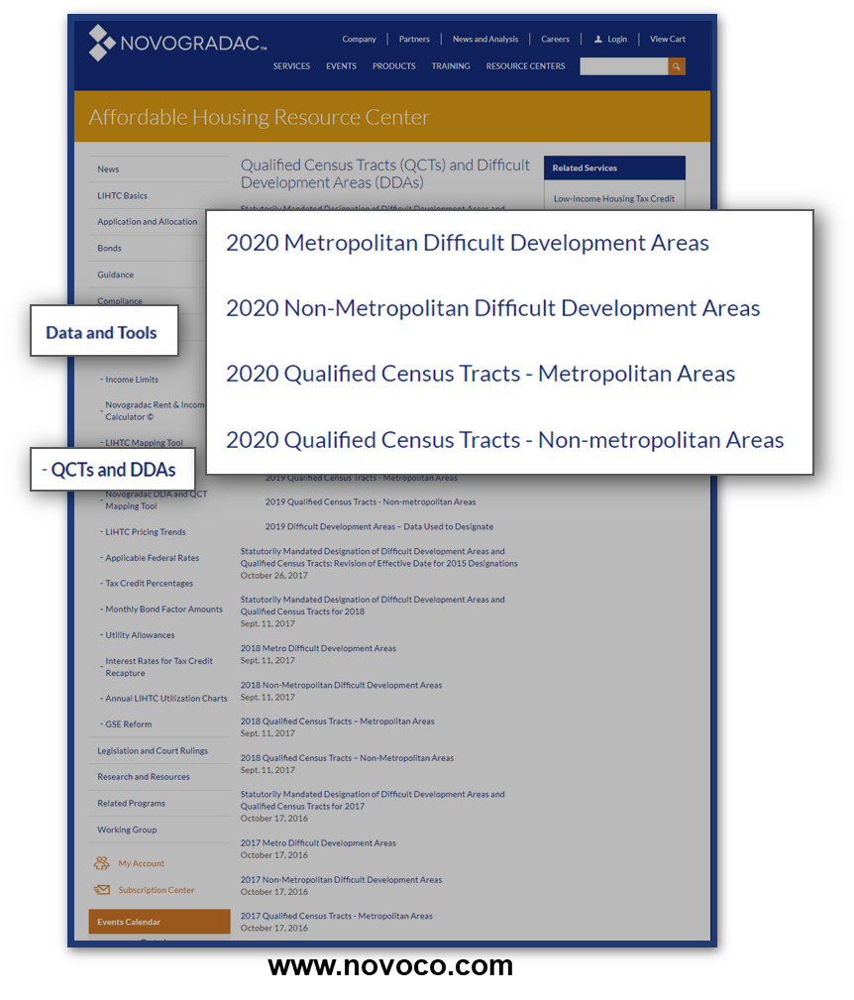 NOVOGRADAC™
Company
Partners
News and Analysis
Careers
Login
View Cart
SERVICES
EVENTS
PRODUCTS
TRAINING
RESOURCE CENTERS
Affordable Housing Resource Center
News
LIHTC Basics
Application and Allocation
Bonds
Guidance
Compliance
Data and Tools
- Income Limits
- Novogradac Rent & Incom
Calculator ©
- LIHTC Mapping Tool
- QCTs and DDAs
- Novogradac DDA and QCT
Mapping Tool
- LIHTC Pricing Trends
- Applicable Federal Rates
- Tax Credit Percentages
- Monthly Bond Factor Amounts
- Utility Allowances
- Interest Rates for Tax Credit
Recapture
- Annual LIHTC Utilization Charts
- GSE Reform
Legislation and Court Rulings
Research and Resources
Related Programs
Working Group
My Account
Subscription Center
Events Calendar
Qualified Census Tracts (QCTs) and Difficult
Development Areas (DDAs)
Statutorily Mandated Designation of Difficult Development Areas and
Related Services
Low-Income Housing Tax Credit
2020 Metropolitan Difficult Development Areas
2020 Non-Metropolitan Difficult Development Areas
2020 Qualified Census Tracts - Metropolitan Areas
2020 Qualified Census Tracts - Non-metropolitan Areas
2019 Qualified Census Tracts - Metropolitan Areas
2019 Qualified Census Tracts - Non-metropolitan Areas
2019 Difficult Development Areas – Data Used to Designate
Statutorily Mandated Designation of Difficult Development Areas and
Qualified Census Tracts: Revision of Effective Date for 2015 Designations
October 26, 2017
Statutorily Mandated Designation of Difficult Development Areas and
Qualified Census Tracts for 2018
Sept. 11, 2017
2018 Metro Difficult Development Areas
Sept. 11, 2017
2018 Non-Metropolitan Difficult Development Areas
Sept. 11, 2017
2018 Qualified Census Tracts – Metropolitan Areas
Sept. 11, 2017
2018 Qualified Census Tracts – Non-Metropolitan Areas
Sept. 11, 2017
Statutorily Mandated Designation of Difficult Development Areas and
Qualified Census Tracts for 2017
October 17, 2016
2017 Metro Difficult Development Areas
October 17, 2016
2017 Non-Metropolitan Difficult Development Areas
October 17, 2016
2017 Qualified Census Tracts - Metropolitan Areas
October 17, 2016
www.novoco.com